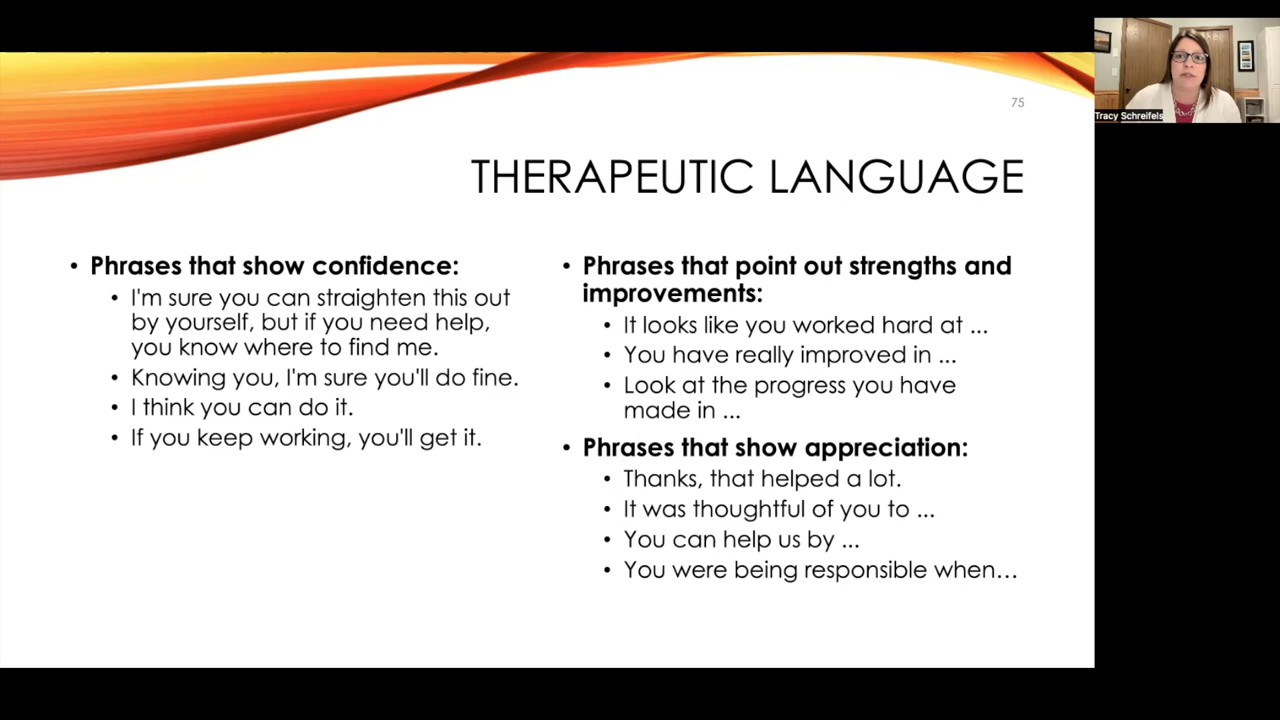 75
Tracy Schreifels
THERAPEUTIC LANGUAGE
• Phrases that show confidence:
• I'm sure you can straighten this out
by yourself, but if you need help,
you know where to find me.
• Knowing you, I'm sure you'll do fine.
• I think you can do it.
• If you keep working, you'll get it.
• Phrases that point out strengths and
improvements:
• It looks like you worked hard at ...
• You have really improved in ...
• Look at the progress you have
made in ...
• Phrases that show appreciation:
• Thanks, that helped a lot.
• It was thoughtful of you to ...
• You can help us by ...
• You were being responsible when…